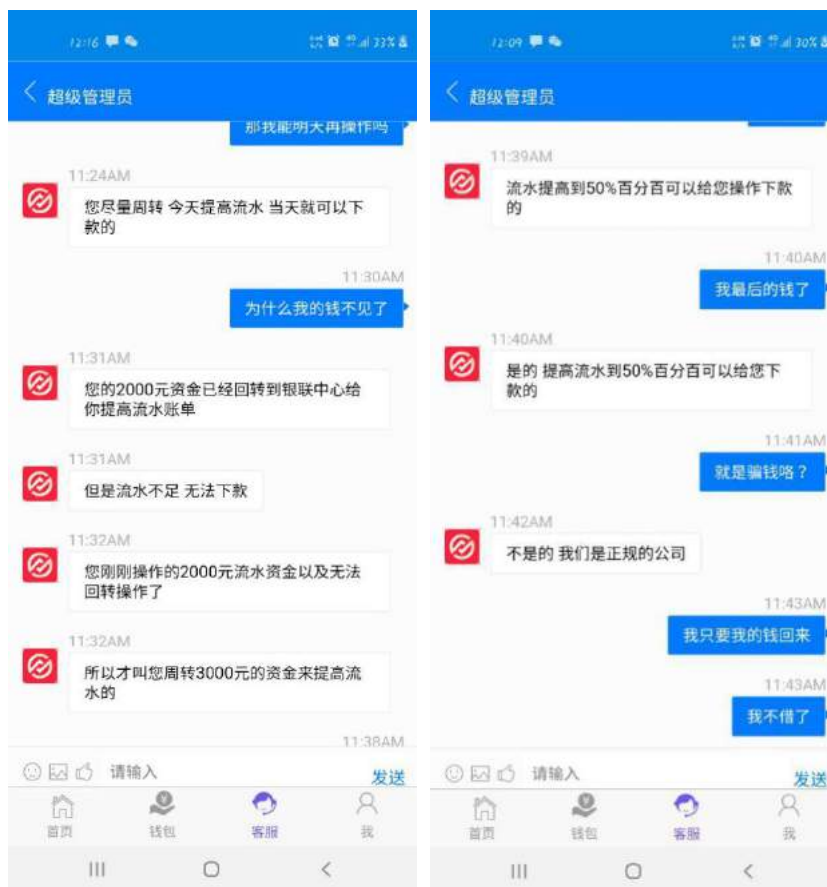 12:16
33%
超级管理员
那我能明天再操作吗
11:24AM
您尽量周转 今天提高流水 当天就可以下
款的
11:30AM
为什么我的钱不见了
11:31AM
您的2000元资金已经回转到银联中心给
你提高流水账单
11:31AM
但是流水不足 无法下款
11:32AM
您刚刚操作的2000元流水资金以及无法
回转操作了
11:32AM
所以才叫您周转3000元的资金来提高流
水的
11:38AM
请输入
发送
首页
钱包
客服
我
12:09
30%
超级管理员
11:39AM
流水提高到50%百分百可以给您操作下款
的
11:40AM
我最后的钱了
11:40AM
是的 提高流水到50%百分百可以给您下
款的
11:41AM
就是骗钱咯？
11:42AM
不是的 我们是正规的公司
11:43AM
我只要我的钱回来
11:43AM
我不借了
请输入
发送
首页
钱包
客服
我